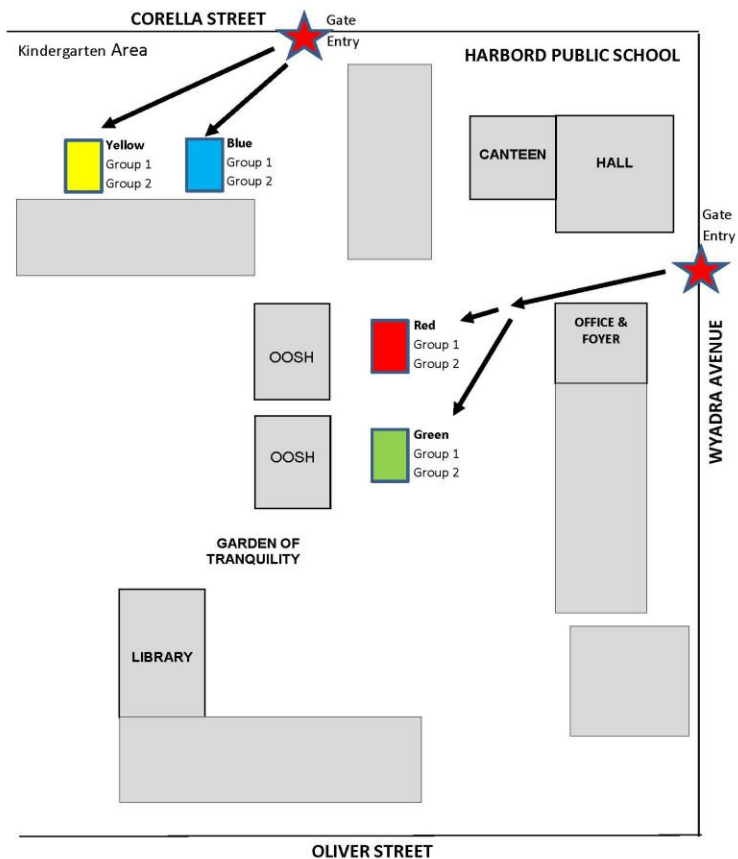 CORELLA STREET
Gate
Entry
Kindergarten Area
HARBORD PUBLIC SCHOOL
Yellow
Group 1
Group 2
Blue
Group 1
Group 2
CANTEEN
HALL
Gate
Entry
OOSH
Red
Group 1
Group 2
OFFICE &
FOYER
WYADRA AVENUE
OOSH
Green
Group 1
Group 2
GARDEN OF
TRANQUILITY
LIBRARY
OLIVER STREET